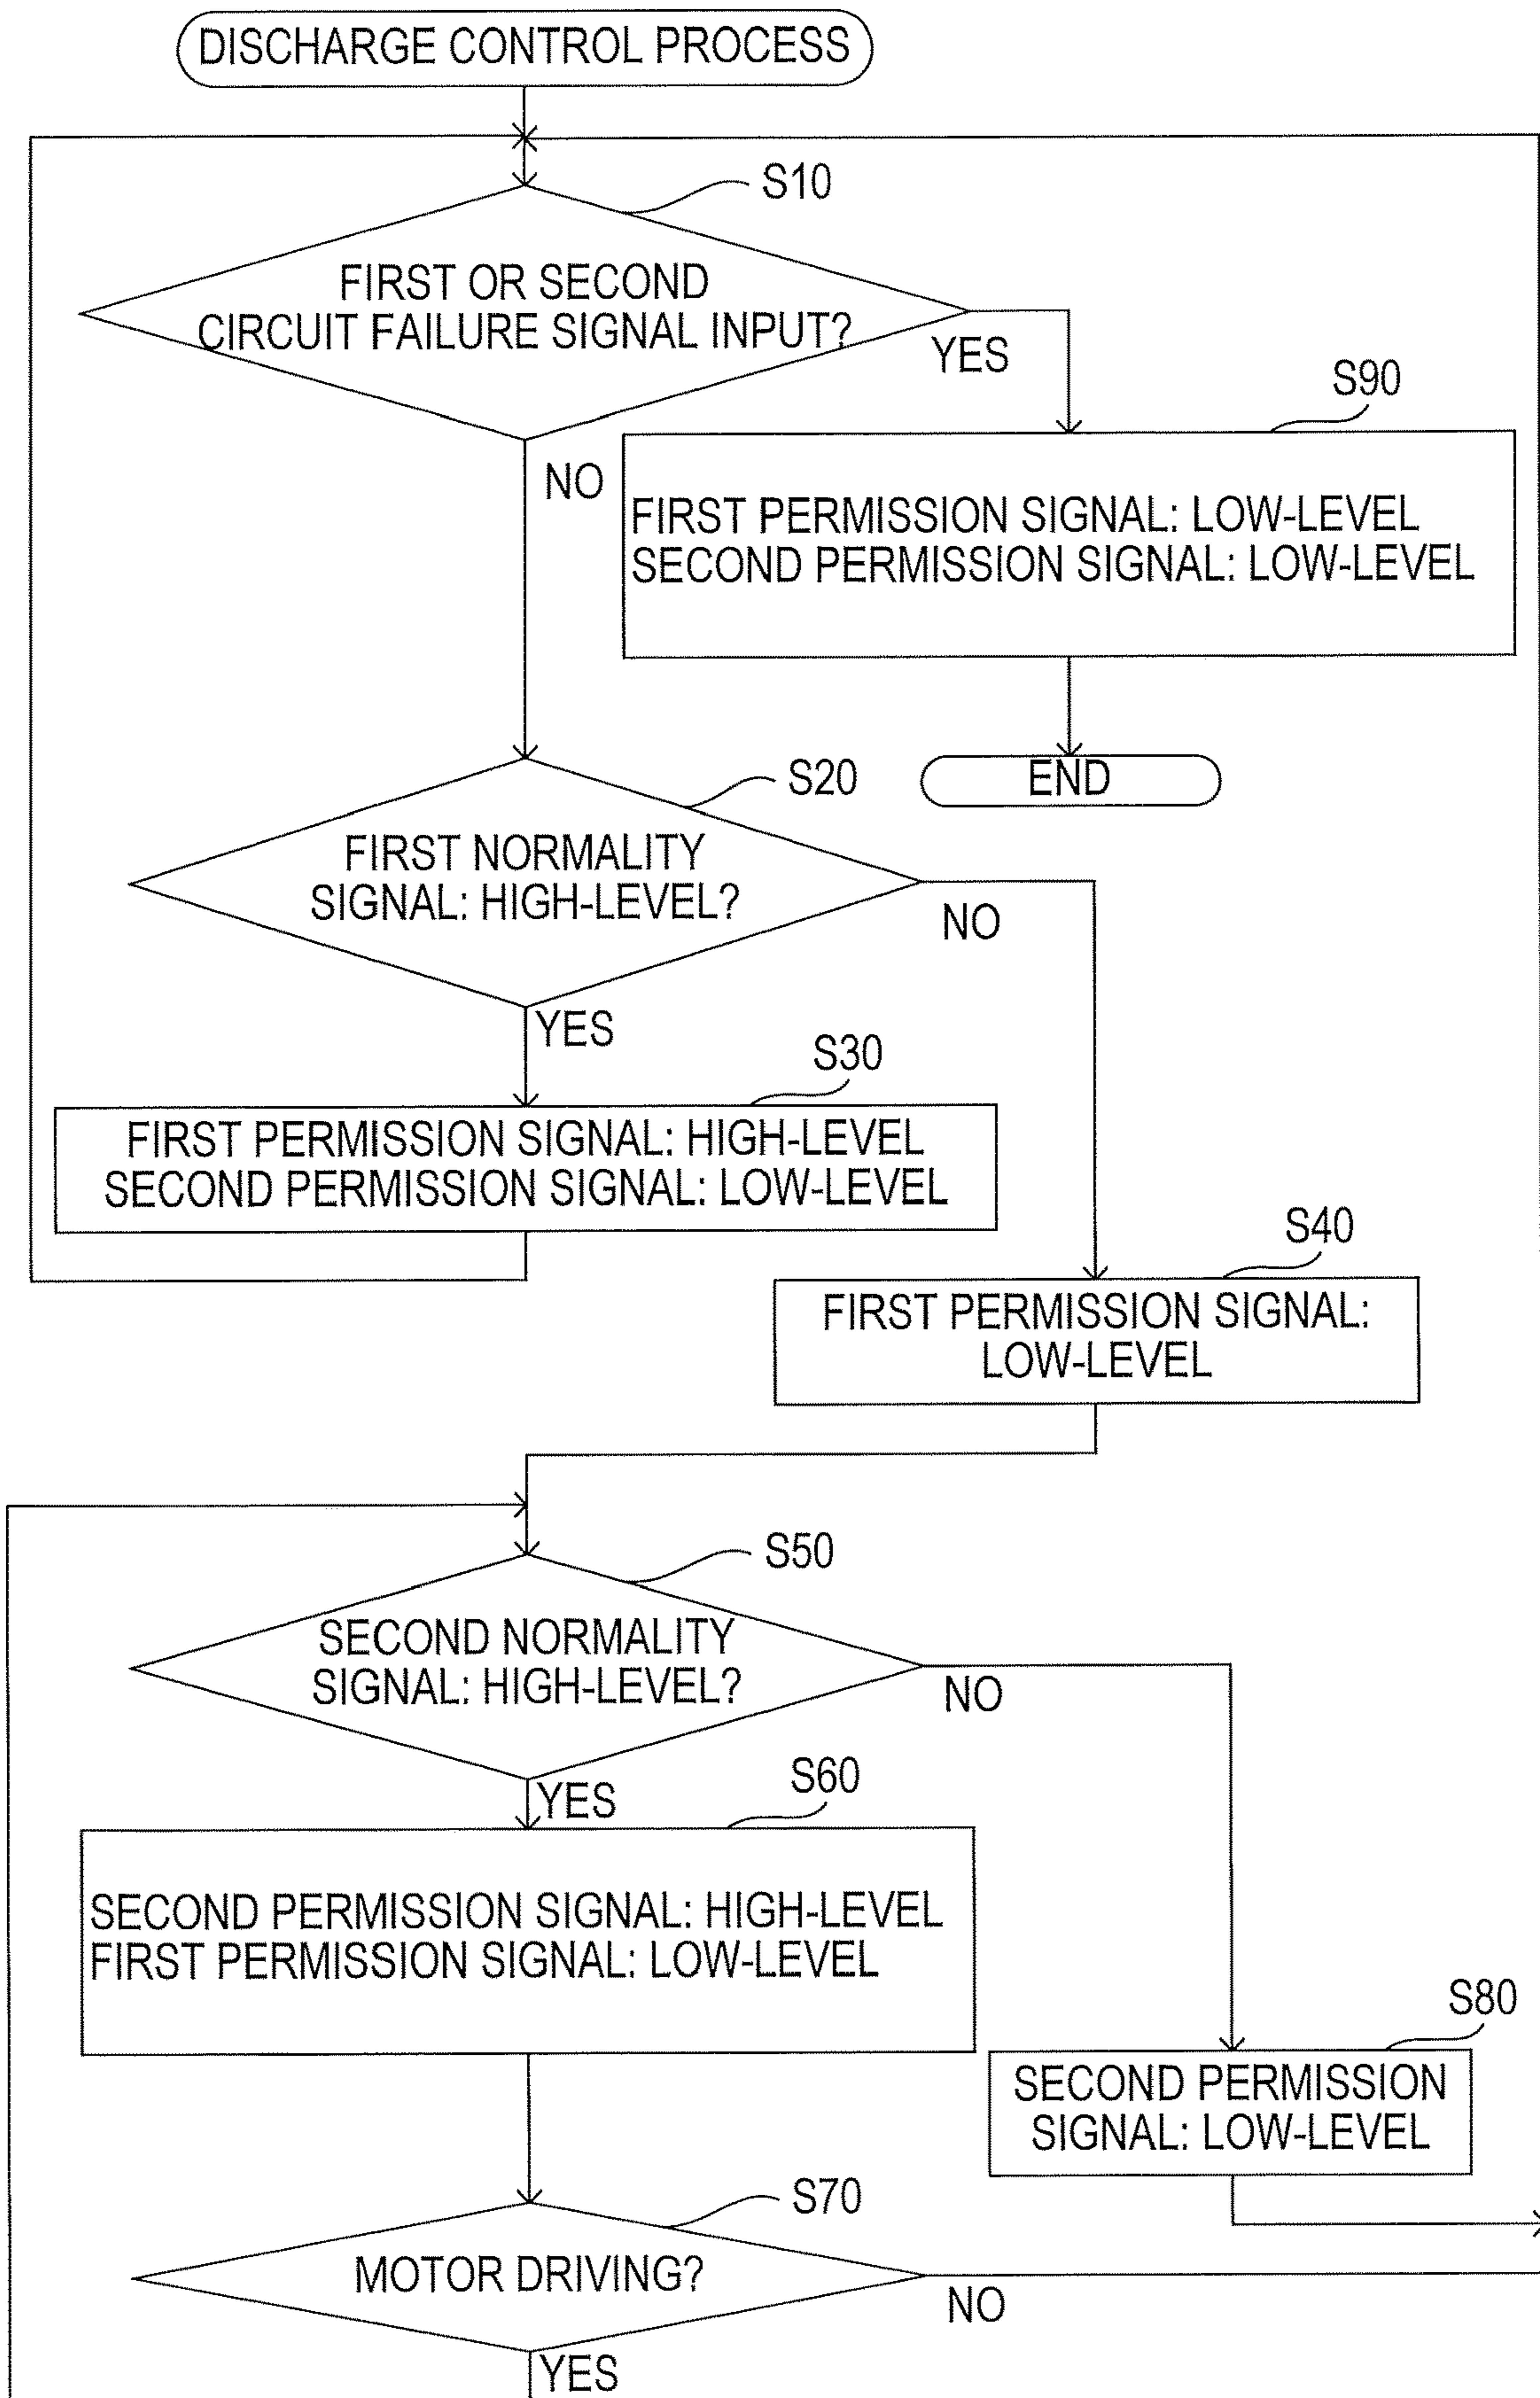 DISCHARGE CONTROL PROCESS
S10
FIRST OR SECOND
CIRCUIT FAILURE SIGNAL INPUT?
YES
S90
NO
FIRST PERMISSION SIGNAL: LOW-LEVEL
SECOND PERMISSION SIGNAL: LOW-LEVEL
END
S20
FIRST NORMALITY
SIGNAL: HIGH-LEVEL?
NO
YES
S30
FIRST PERMISSION SIGNAL: HIGH-LEVEL
SECOND PERMISSION SIGNAL: LOW-LEVEL
S40
FIRST PERMISSION SIGNAL:
LOW-LEVEL
S50
SECOND NORMALITY
SIGNAL: HIGH-LEVEL?
NO
YES
S60
SECOND PERMISSION SIGNAL: HIGH-LEVEL
FIRST PERMISSION SIGNAL: LOW-LEVEL
S80
SECOND PERMISSION
SIGNAL: LOW-LEVEL
S70
MOTOR DRIVING?
NO
YES